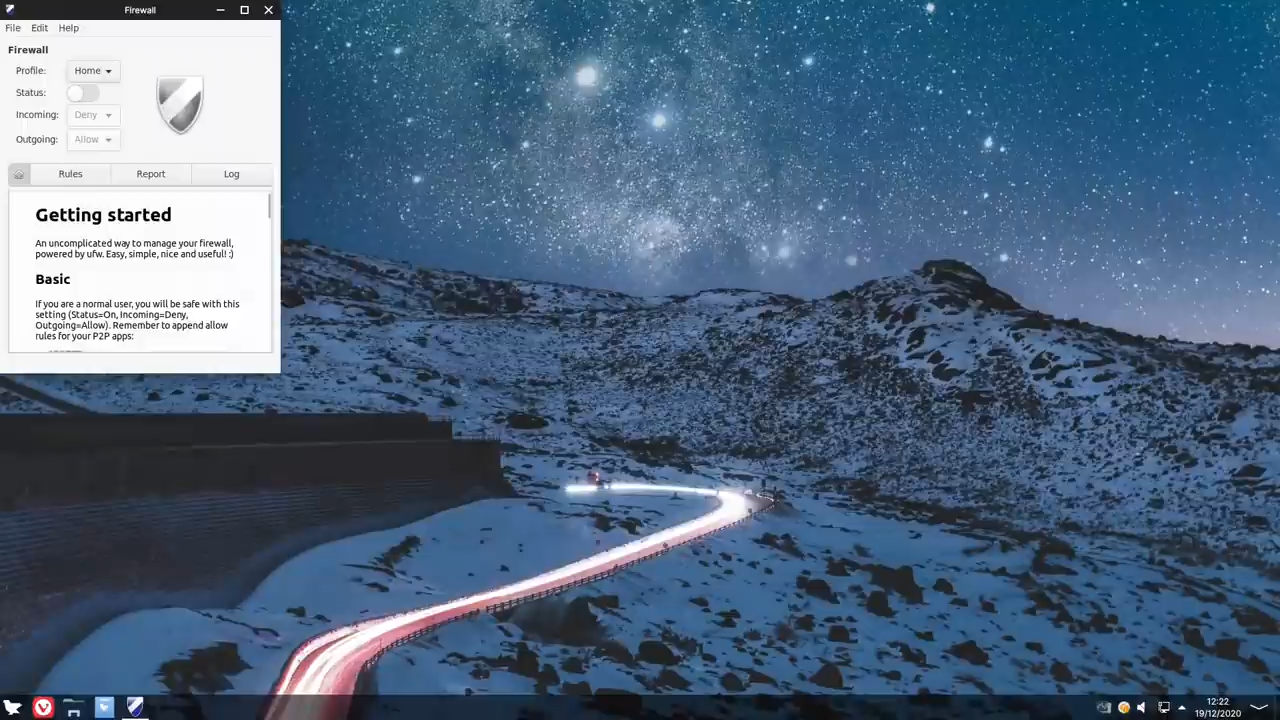 Firewall
File Edit Help
Firewall
Profile: Home
Status:
Incoming: Deny
Outgoing: Allow
Rules Report Log
Getting started
An uncomplicated way to manage your firewall,
powered by ufw. Easy, simple, nice and useful! :)
Basic
If you are a normal user, you will be safe with this
setting (Status=On, Incoming=Deny,
Outgoing=Allow). Remember to append allow
rules for your P2P apps:
12:22
19/12/2020